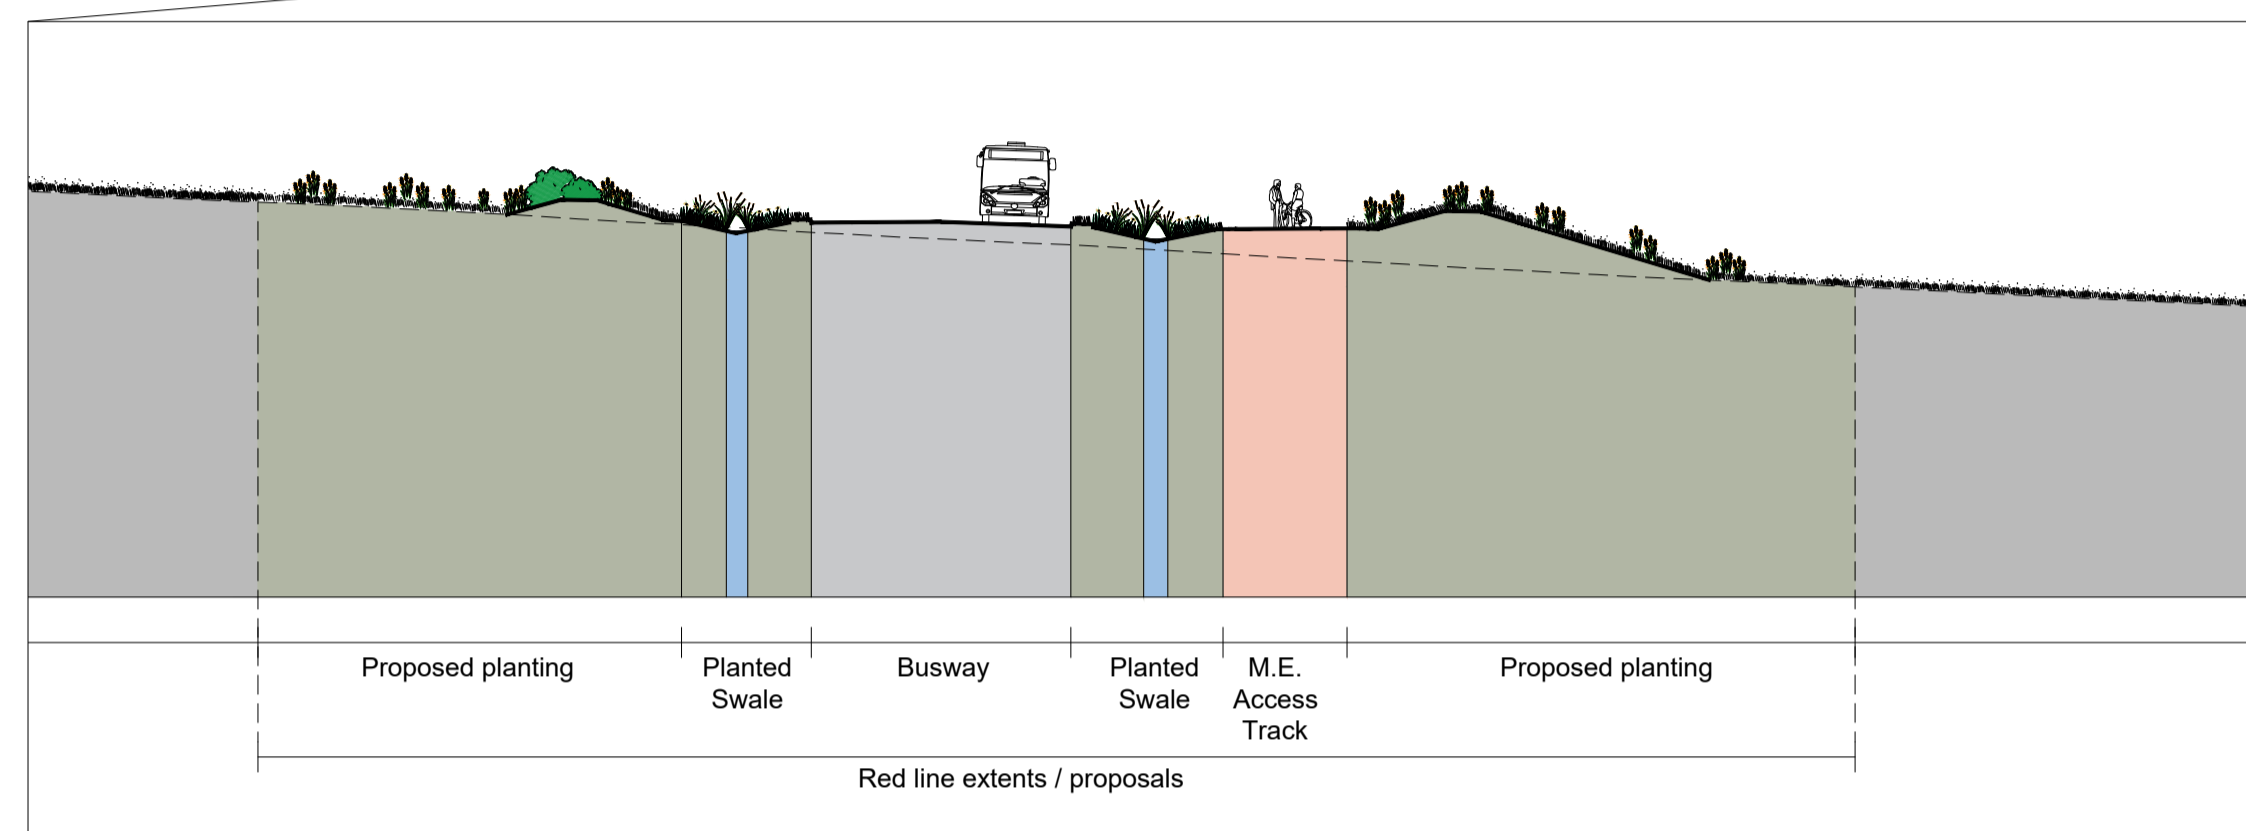 Proposed planting
Planted
Swale
Busway
Planted
Swale
M.E.
Access
Track
Proposed planting
Red line extents / proposals